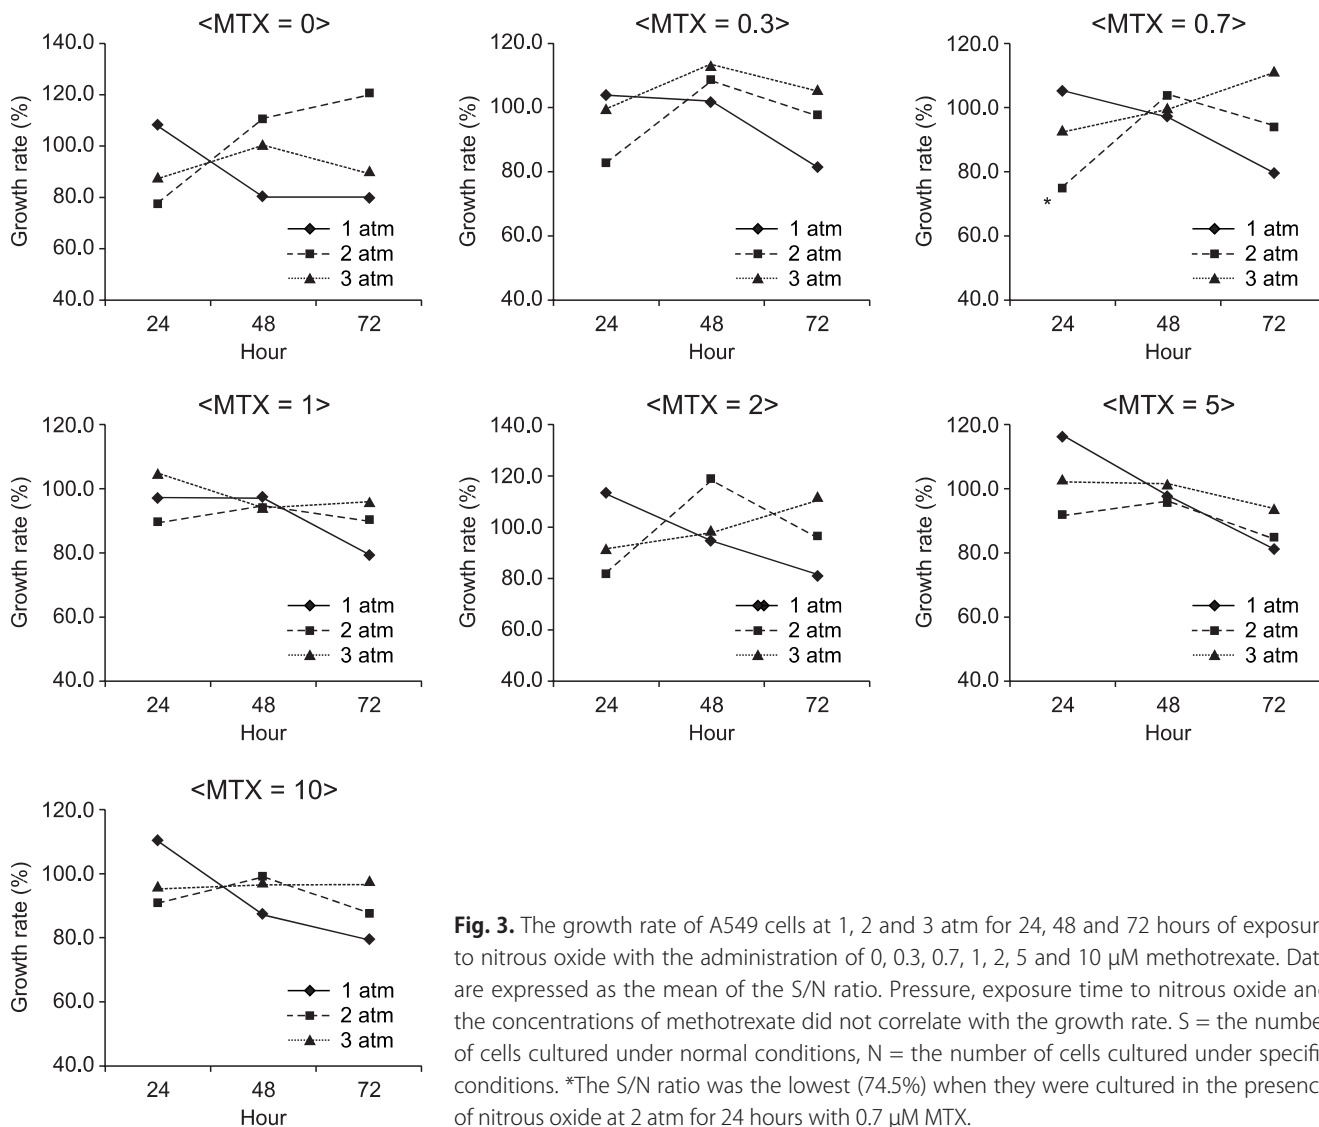 <MTX = 0>
140.0
120.0
100.0
80.0
60.0
40.0
Growth rate (%)
24
48
72
Hour
1 atm
2 atm
3 atm
<MTX = 0.3>
120.0
100.0
80.0
60.0
40.0
Growth rate (%)
24
48
72
Hour
1 atm
2 atm
3 atm
<MTX = 0.7>
120.0
100.0
80.0
60.0
40.0
Growth rate (%)
*
24
48
72
Hour
1 atm
2 atm
3 atm
<MTX = 1>
120.0
100.0
80.0
60.0
40.0
Growth rate (%)
24
48
72
Hour
1 atm
2 atm
3 atm
<MTX = 2>
140.0
120.0
100.0
80.0
60.0
40.0
Growth rate (%)
24
48
72
Hour
1 atm
2 atm
3 atm
<MTX = 5>
120.0
100.0
80.0
60.0
40.0
Growth rate (%)
24
48
72
Hour
1 atm
2 atm
3 atm
<MTX = 10>
120.0
100.0
80.0
60.0
40.0
Growth rate (%)
24
48
72
Hour
1 atm
2 atm
3 atm
Fig. 3. The growth rate of A549 cells at 1, 2 and 3 atm for 24, 48 and 72 hours of exposur
to nitrous oxide with the administration of 0, 0.3, 0.7, 1, 2, 5 and 10 μM methotrexate. Dat
are expressed as the mean of the S/N ratio. Pressure, exposure time to nitrous oxide an
the concentrations of methotrexate did not correlate with the growth rate. S = the numbe
of cells cultured under normal conditions, N = the number of cells cultured under specifi
conditions. *The S/N ratio was the lowest (74.5%) when they were cultured in the presenc
of nitrous oxide at 2 atm for 24 hours with 0.7 μM MTX.